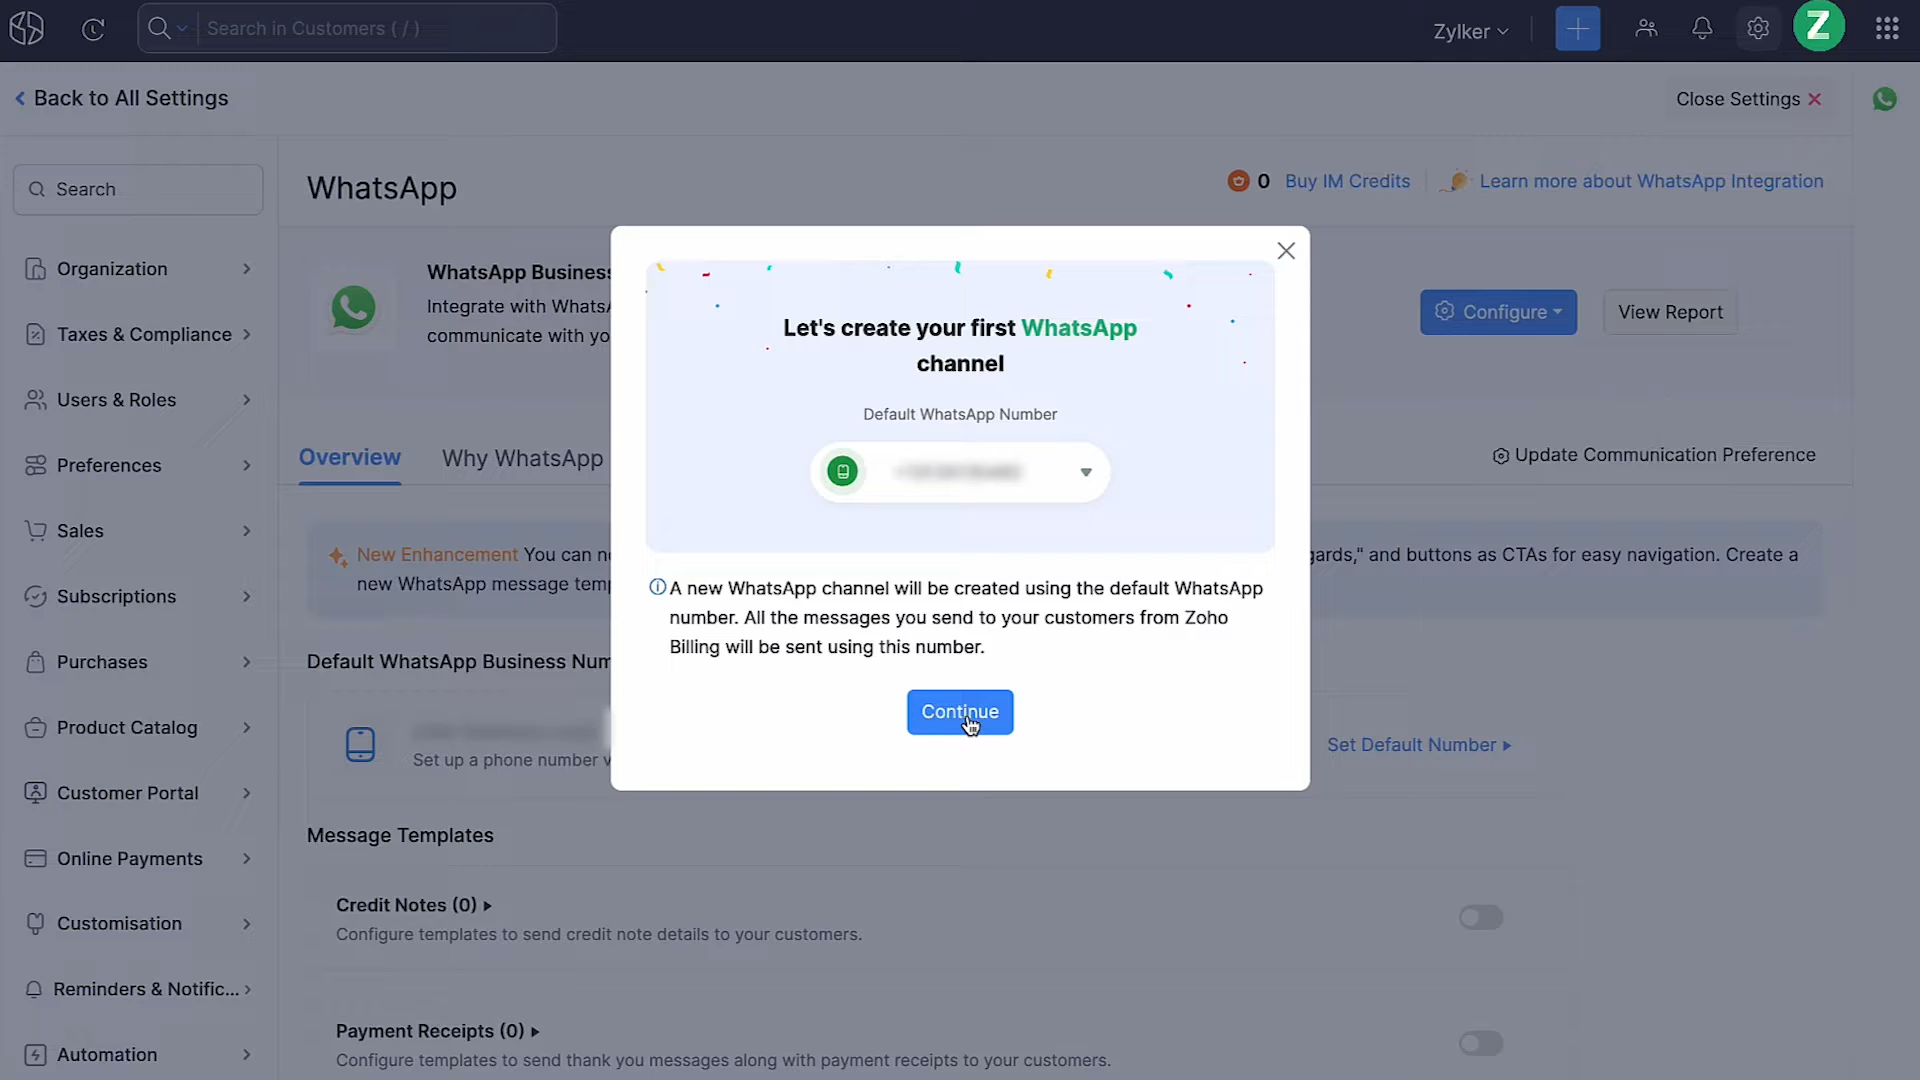 Search in Customers ( / )
Zylker
Z
Back to All Settings
Close Settings
Search
Organization
Taxes & Compliance
Users & Roles
Preferences
Sales
Subscriptions
Purchases
Product Catalog
Customer Portal
Online Payments
Customisation
Reminders & Notific...
Automation
WhatsApp
0 Buy IM Credits
Learn more about WhatsApp Integration
WhatsApp Business
Integrate with Whats
communicate with yo
Configure
View Report
Overview
Why WhatsApp
Update Communication Preference
New Enhancement You can
gards," and buttons as CTAs for easy navigation. Create a
new WhatsApp message
Default WhatsApp Business
Set up a phone number
Set Default Number
Message Templates
Credit Notes (0)
Configure templates to send credit note details to your customers.
Payment Receipts (0)
Configure templates to send thank you messages along with payment receipts to your customers.
Let's create your first WhatsApp
channel
Default WhatsApp Number
A new WhatsApp channel will be created using the default WhatsApp
number. All the messages you send to your customers from Zoho
Billing will be sent using this number.
Continue